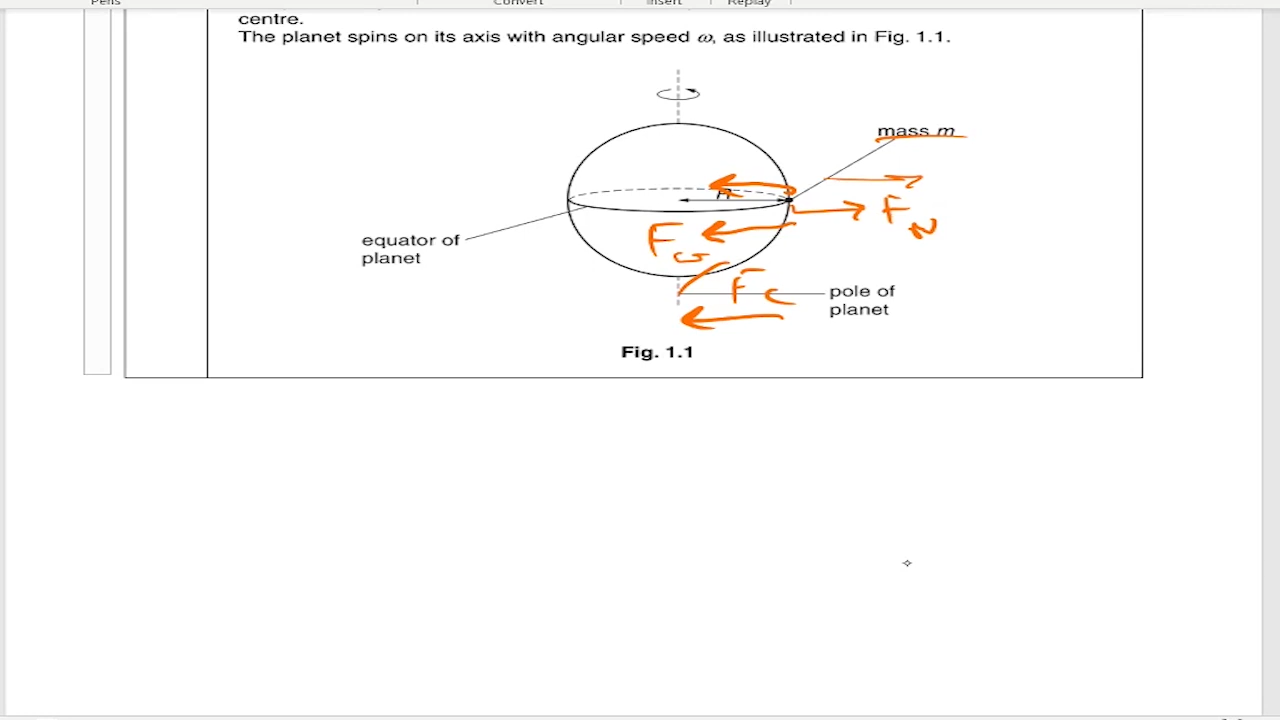 Pens Convert Insert Replay
centre.
The planet spins on its axis with angular speed ω, as illustrated in Fig. 1.1.
mass m
R
F N
equator of
planet
F G
F C
pole of
planet
Fig. 1.1